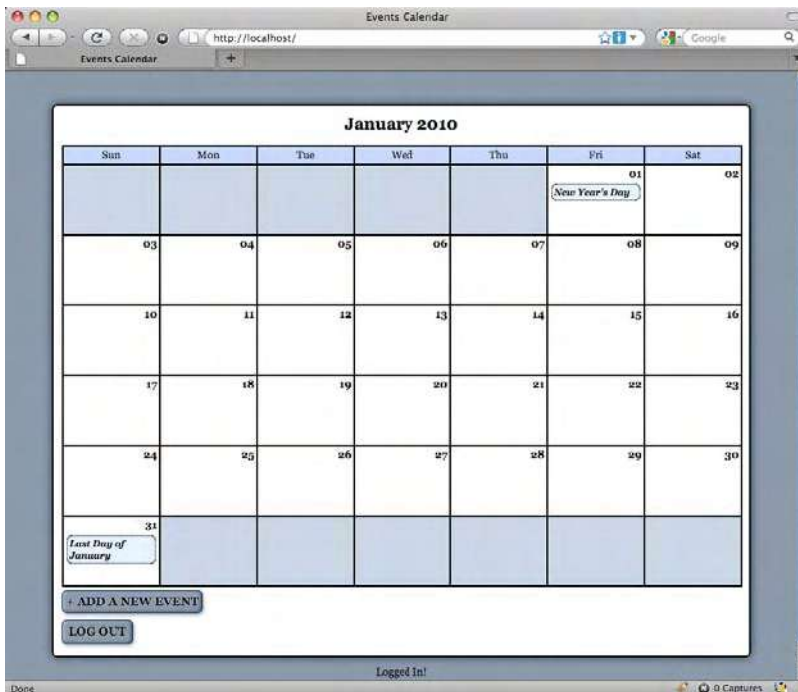 Events Calendar
http://localhost/
Google
Events Calendar
+
January 2010
Sun Mon Tue Wed Thu Fri Sat
01 02
New Year's Day
03 04 05 06 07 08 09
10 11 12 13 14 15 16
17 18 19 20 21 22 23
24 25 26 27 28 29 30
31
Last Day of
January
+ ADD A NEW EVENT
LOG OUT
Logged In!
Done
0 Captures